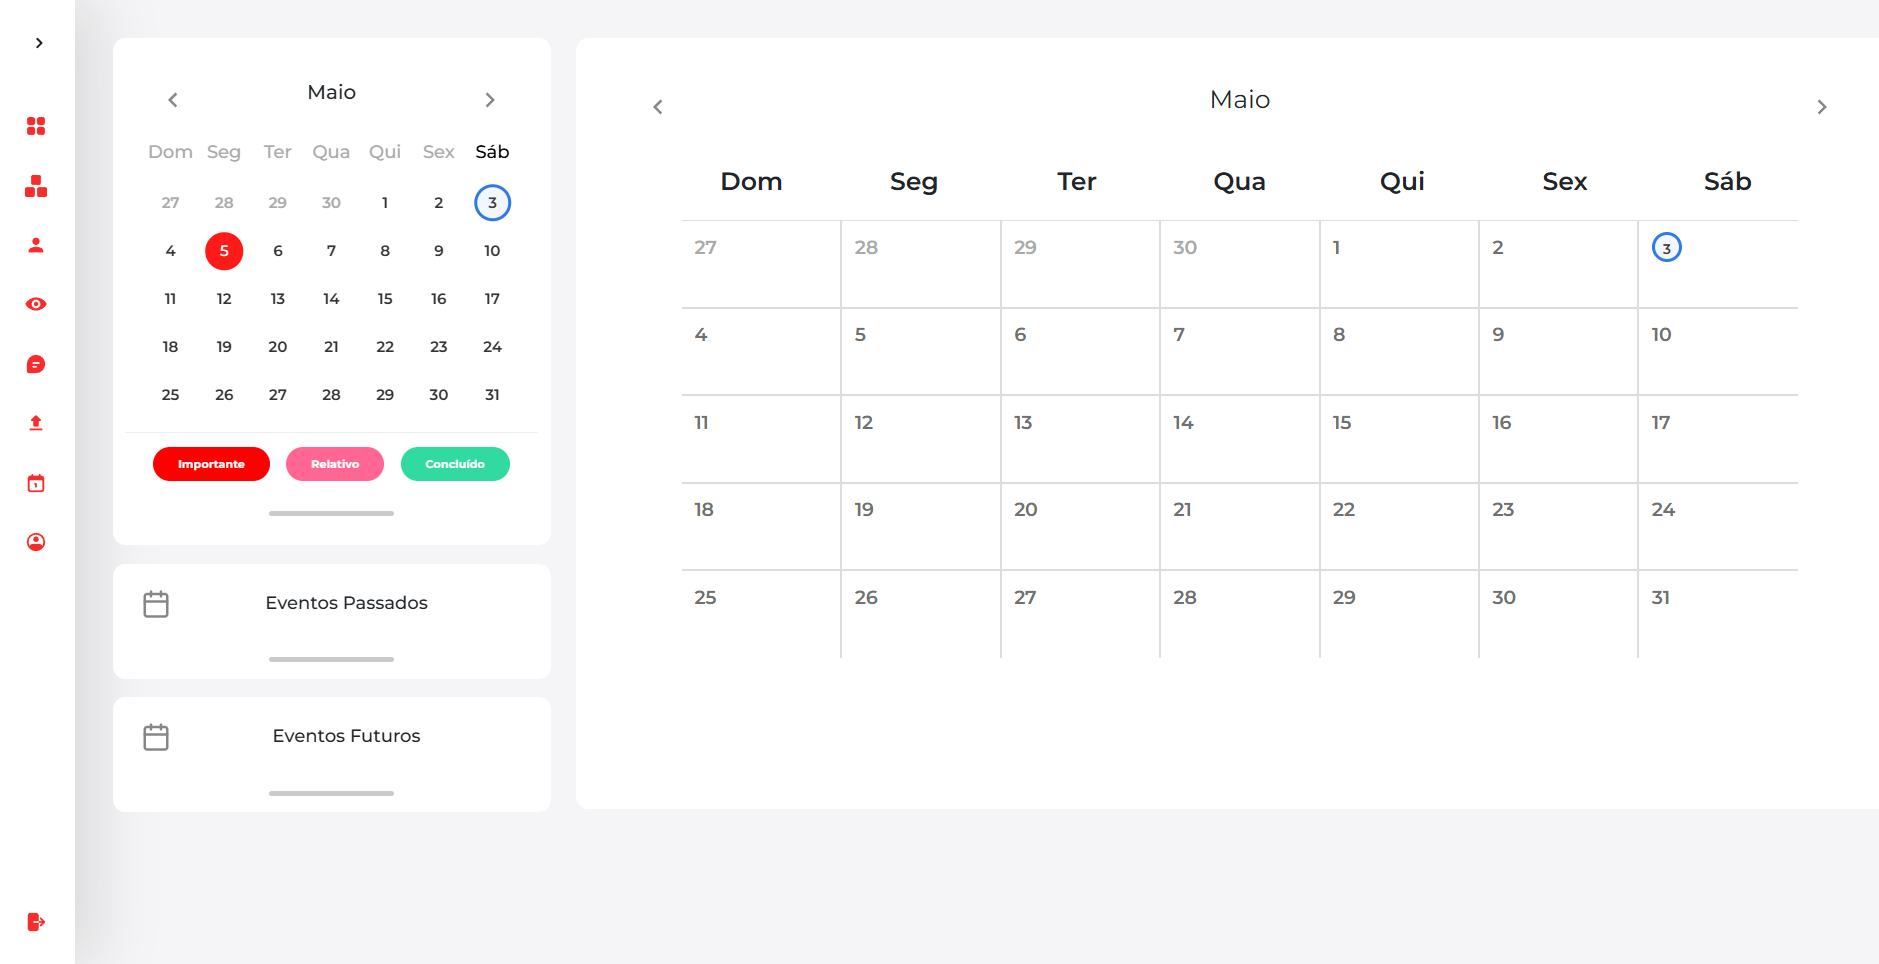 Maio
Dom Seg Ter Qua Qui Sex Sáb
27 28 29 30 1 2 3
4 5 6 7 8 9 10
11 12 13 14 15 16 17
18 19 20 21 22 23 24
25 26 27 28 29 30 31
Importante Relativo Concluído
Eventos Passados
Eventos Futuros
Maio
Dom Seg Ter Qua Qui Sex Sáb
27 28 29 30 1 2 3
4 5 6 7 8 9 10
11 12 13 14 15 16 17
18 19 20 21 22 23 24
25 26 27 28 29 30 31